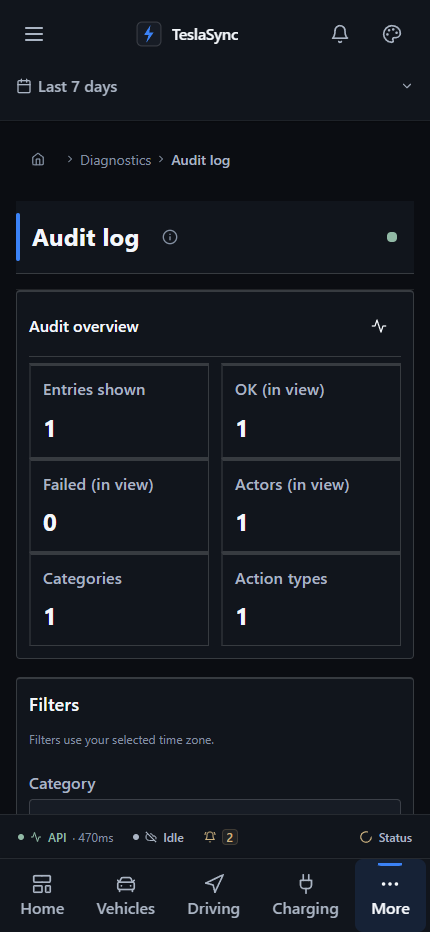 TeslaSync
Last 7 days
Diagnostics Audit log
Audit log
Audit overview
Entries shown
1
OK (in view)
1
Failed (in view)
0
Actors (in view)
1
Categories
1
Action types
1
Filters
Filters use your selected time zone.
Category
API · 470ms Idle 2 Status
Home Vehicles Driving Charging More